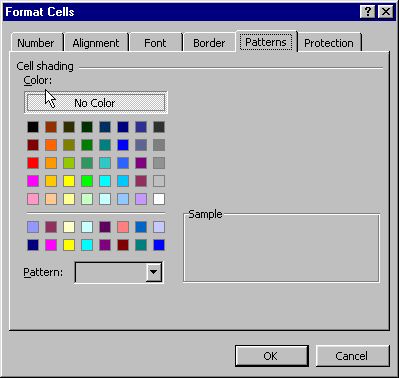 Format Cells
Number Alignment Font Border Patterns Protection
Cell shading
Color:
No Color
Sample
Pattern:
OK Cancel